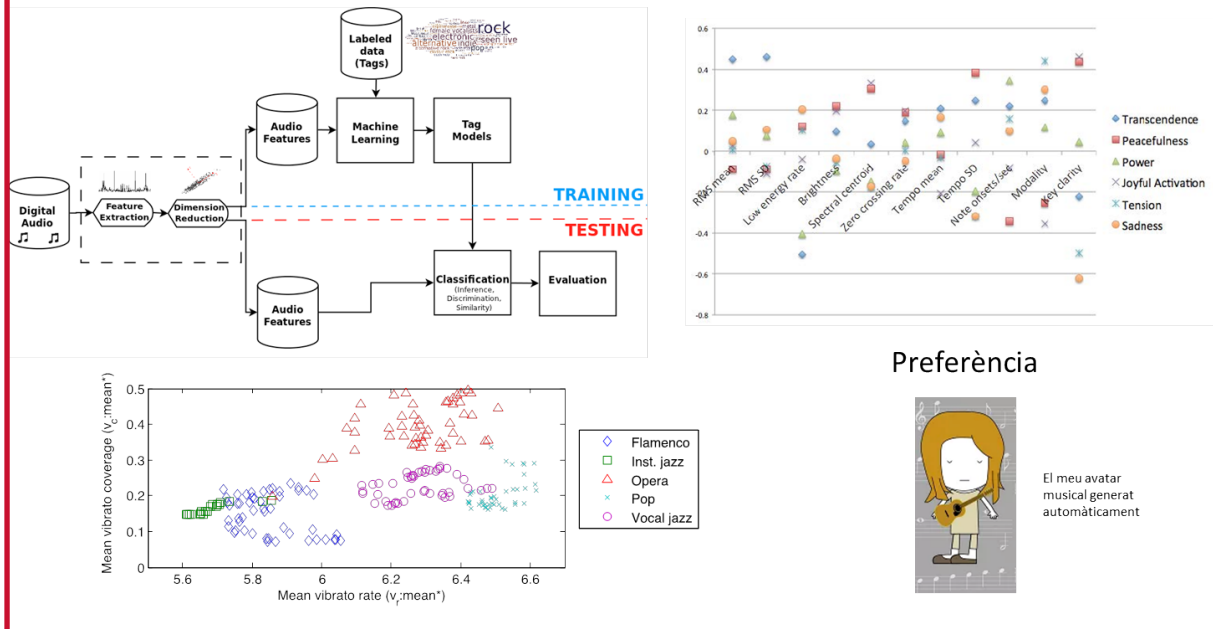 Labeled
data
(Tags)
rock
electronic
seen live
alternative
indie
pop
female vocalists
Audio
Features
Machine
Learning
Tag
Models
Digital
Audio
Feature
Extraction
Dimension
Reduction
TRAINING
TESTING
Audio
Features
Classification
(Inference,
Discrimination,
Similarity)
Evaluation
0.6
0.4
0.2
0
-0.2
-0.4
-0.6
-0.8
RMS mean
RMS SD
Low energy rate
Brightness
Spectral centroid
Zero crossing rate
Tempo mean
Tempo SD
Note onsets/sec
Modality
Key clarity
Transcendence
Peacefulness
Power
Joyful Activation
Tension
Sadness
Mean vibrato coverage (v_c:mean*)
0.5
0.4
0.3
0.2
0.1
0
5.6
5.8
6
6.2
6.4
6.6
Mean vibrato rate (v_r:mean*)
Flamenco
Inst. jazz
Opera
Pop
Vocal jazz
Preferència
El meu avatar
musical generat
automàticament